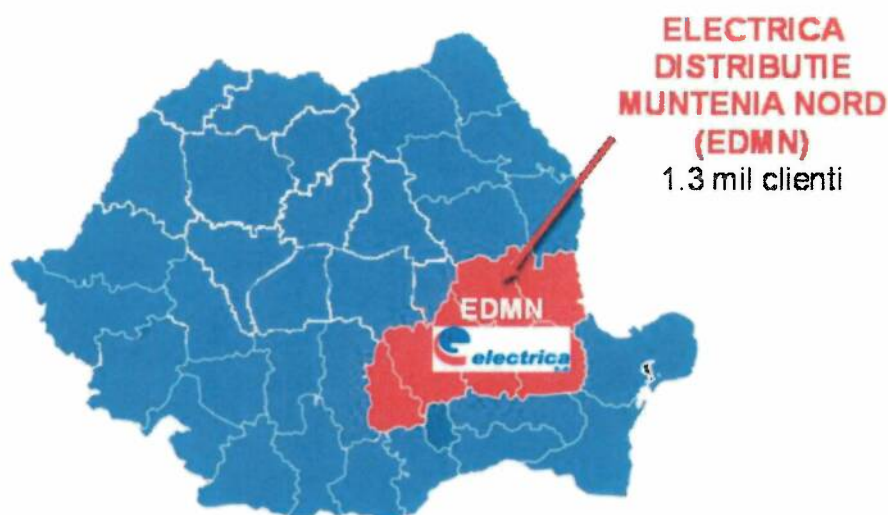 ELECTRICA
DISTRIBUTIE
MUNTENIA NORD
(EDMN)
1.3 mil clienti
EDMN
electrica